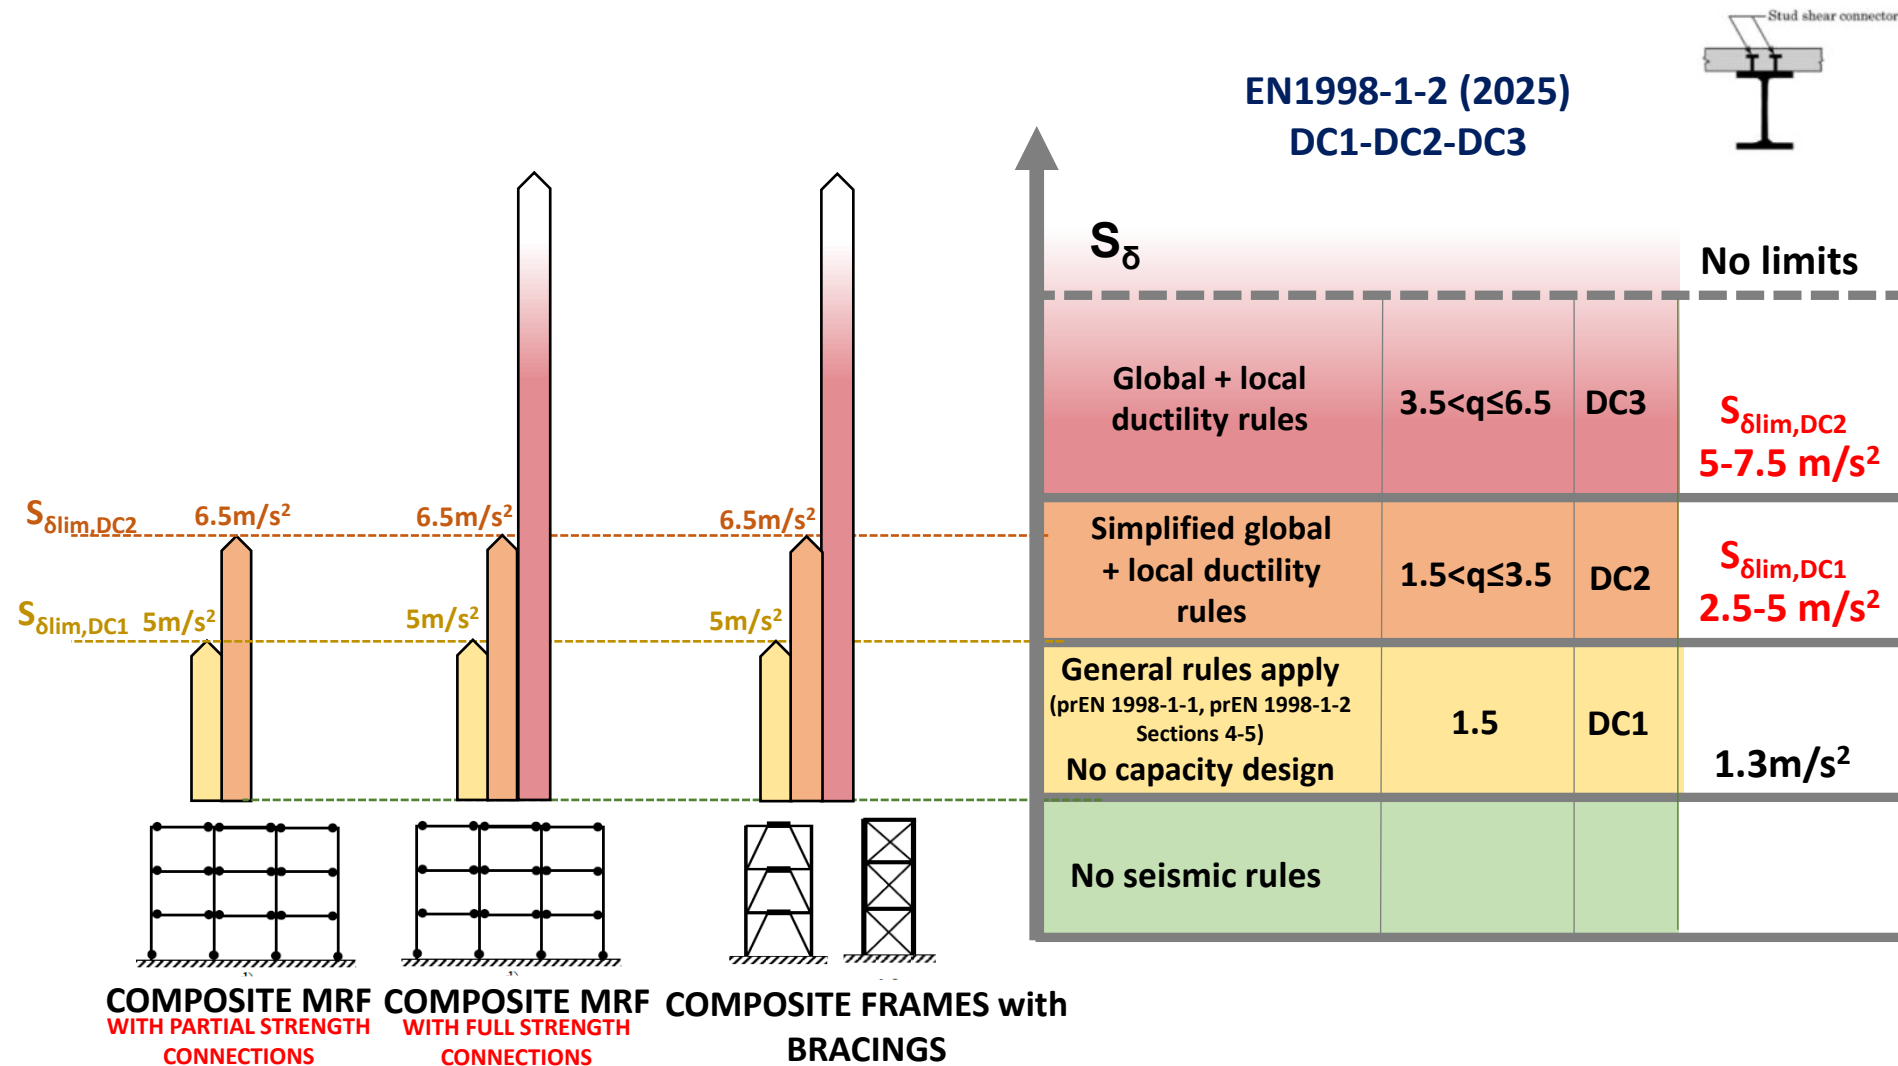 Stud shear connector
EN1998-1-2 (2025)
DC1-DC2-DC3
Sδ
No limits
Global + local
ductility rules
3.5<q≤6.5
DC3
Sδlim,DC2
5-7.5 m/s²
Simplified global
+ local ductility
rules
1.5<q≤3.5
DC2
Sδlim,DC1
2.5-5 m/s²
General rules apply
(prEN 1998-1-1, prEN 1998-1-2
Sections 4-5)
No capacity design
1.5
DC1
1.3m/s²
No seismic rules
Sδlim,DC2
6.5m/s²
6.5m/s²
6.5m/s²
Sδlim,DC1
5m/s²
5m/s²
5m/s²
COMPOSITE MRF
WITH PARTIAL STRENGTH
CONNECTIONS
COMPOSITE MRF
WITH FULL STRENGTH
CONNECTIONS
COMPOSITE FRAMES with
BRACINGS